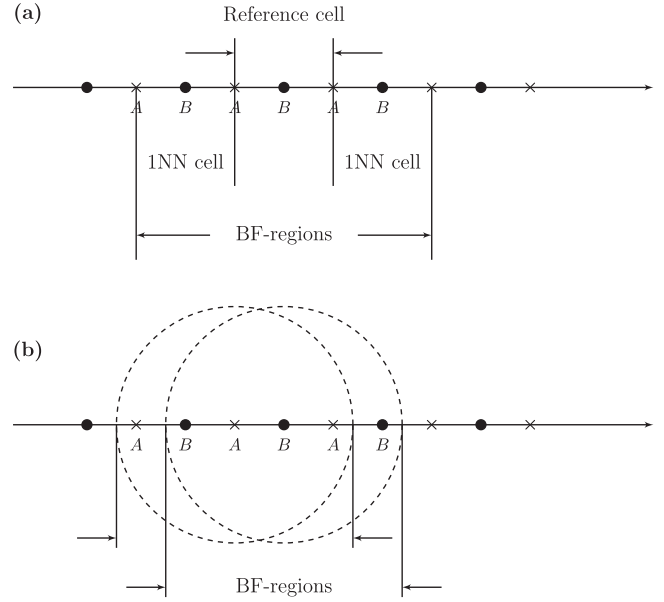 (a)
Reference cell
A B A B A B
1NN cell 1NN cell
BF-regions
(b)
A B A B A B
BF-regions